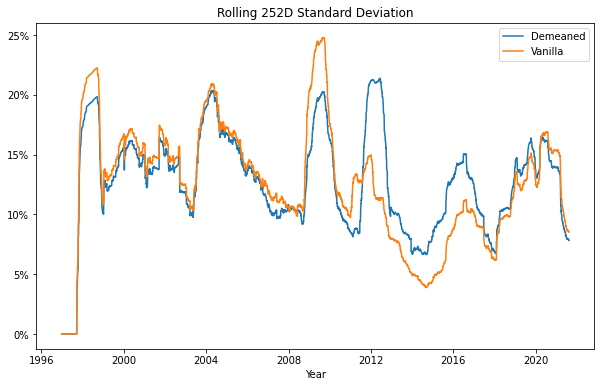 Rolling 252D Standard Deviation
Demeaned
Vanilla
25%
20%
15%
10%
5%
0%
1996 2000 2004 2008 2012 2016 2020
Year